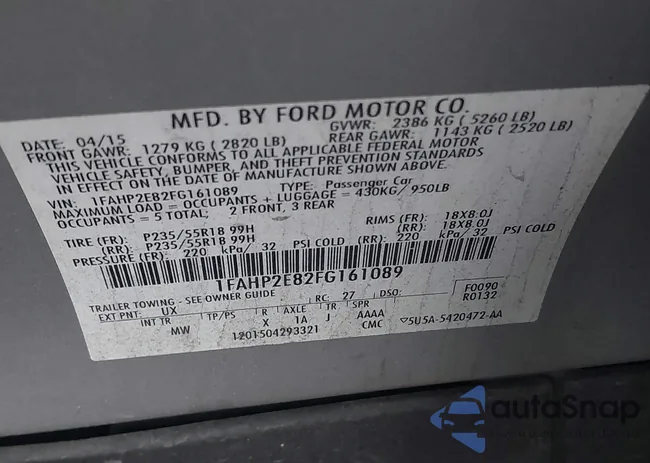 MFD. BY FORD MOTOR CO.
DATE: 04/15 GVWR: 2386 KG ( 5260 LB)
FRONT GAWR: 1279 KG ( 2820 LB) REAR GAWR: 1143 KG ( 2520 LB)
THIS VEHICLE CONFORMS TO ALL APPLICABLE FEDERAL MOTOR
VEHICLE SAFETY, BUMPER, AND THEFT PREVENTION STANDARDS
IN EFFECT ON THE DATE OF MANUFACTURE SHOWN ABOVE.
VIN: 1FAHP2E82FG161089 TYPE: Passenger Car
MAXIMUM LOAD = OCCUPANTS + LUGGAGE = 430KG/ 950LB
OCCUPANTS = 5 TOTAL; 2 FRONT, 3 REAR
TIRE (FR): P235/55R18 99H RIMS (FR): 18X8.0J
(RR): P235/55R18 99H (RR): 18X8.0J
PRESSURE (FR): 220 kPa/ 32 PSI COLD (RR): 220 kPa/ 32 PSI COLD
1FAHP2E82FG161089
TRAILER TOWING - SEE OWNER GUIDE RC: 27 DSO: F0090
EXT PNT: UX R0132
INT TR TP/PS R AXLE TR SPR
MW X 1A J AAAA
1201504293321 CMC ▽5U5A-5420472-AA
autoSnap